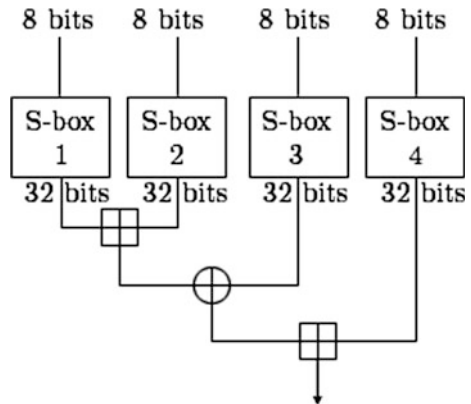 8 bits 8 bits 8 bits 8 bits
S-box S-box S-box S-box
1 2 3 4
32 bits 32 bits 32 bits 32 bits